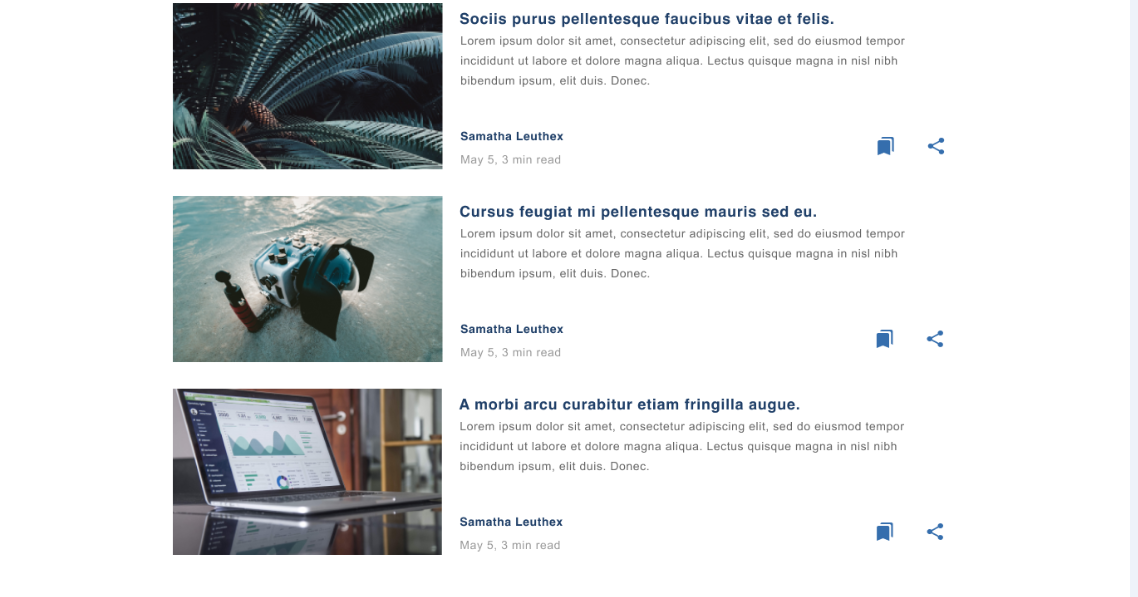 Sociis purus pellentesque faucibus vitae et felis.
Lorem ipsum dolor sit amet, consectetur adipiscing elit, sed do eiusmod tempor
incididunt ut labore et dolore magna aliqua. Lectus quisque magna in nisl nibh
bibendum ipsum, elit duis. Donec.
Samatha Leuthex
May 5, 3 min read
Cursus feugiat mi pellentesque mauris sed eu.
Lorem ipsum dolor sit amet, consectetur adipiscing elit, sed do eiusmod tempor
incididunt ut labore et dolore magna aliqua. Lectus quisque magna in nisl nibh
bibendum ipsum, elit duis. Donec.
Samatha Leuthex
May 5, 3 min read
A morbi arcu curabitur etiam fringilla augue.
Lorem ipsum dolor sit amet, consectetur adipiscing elit, sed do eiusmod tempor
incididunt ut labore et dolore magna aliqua. Lectus quisque magna in nisl nibh
bibendum ipsum, elit duis. Donec.
Samatha Leuthex
May 5, 3 min read